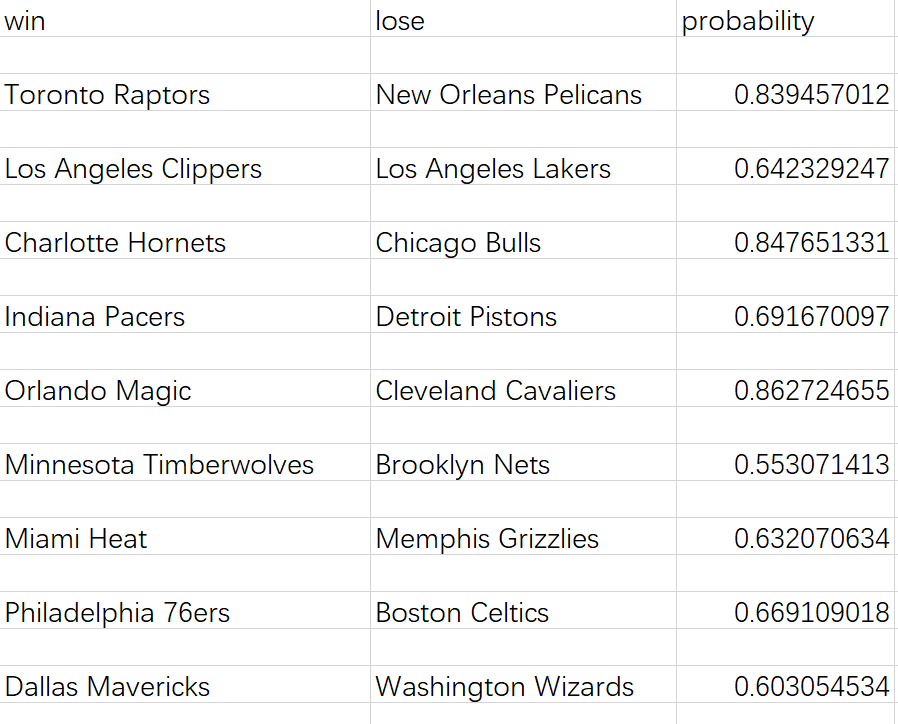 win lose probability
Toronto Raptors New Orleans Pelicans 0.839457012
Los Angeles Clippers Los Angeles Lakers 0.642329247
Charlotte Hornets Chicago Bulls 0.847651331
Indiana Pacers Detroit Pistons 0.691670097
Orlando Magic Cleveland Cavaliers 0.862724655
Minnesota Timberwolves Brooklyn Nets 0.553071413
Miami Heat Memphis Grizzlies 0.632070634
Philadelphia 76ers Boston Celtics 0.669109018
Dallas Mavericks Washington Wizards 0.603054534